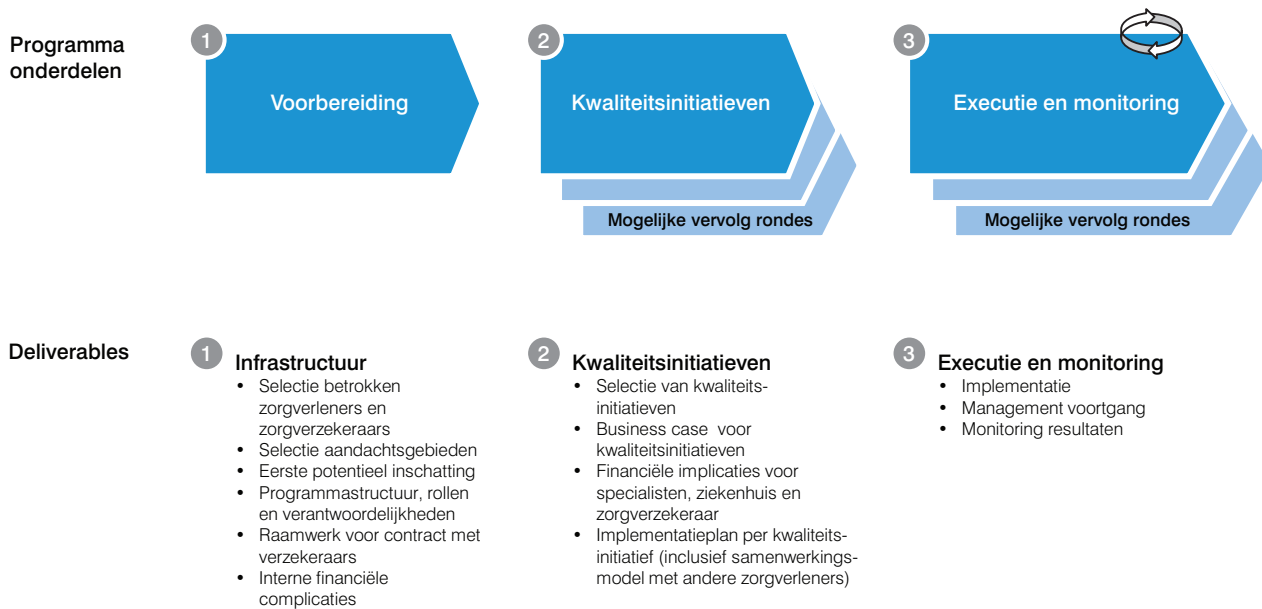 Programma
onderdelen
1
Voorbereiding
2
Kwaliteitsinitiatieven
Mogelijke vervolg rondes
3
Executie en monitoring
Mogelijke vervolg rondes
Deliverables
1
Infrastructuur
• Selectie betrokken
zorgverleners en
zorgverzekeraars
• Selectie aandachtsgebieden
• Eerste potentieel inschatting
• Programmastructuur, rollen
en verantwoordelijkheden
• Raamwerk voor contract met
verzekeraars
• Interne financiële
complicaties
2
Kwaliteitsinitiatieven
• Selectie van kwaliteits-
initiatieven
• Business case voor
kwaliteitsinitiatieven
• Financiële implicaties voor
specialisten, ziekenhuis en
zorgverzekeraar
• Implementatieplan per kwaliteits-
initiatief (inclusief samenwerkings-
model met andere zorgverleners)
3
Executie en monitoring
• Implementatie
• Management voortgang
• Monitoring resultaten